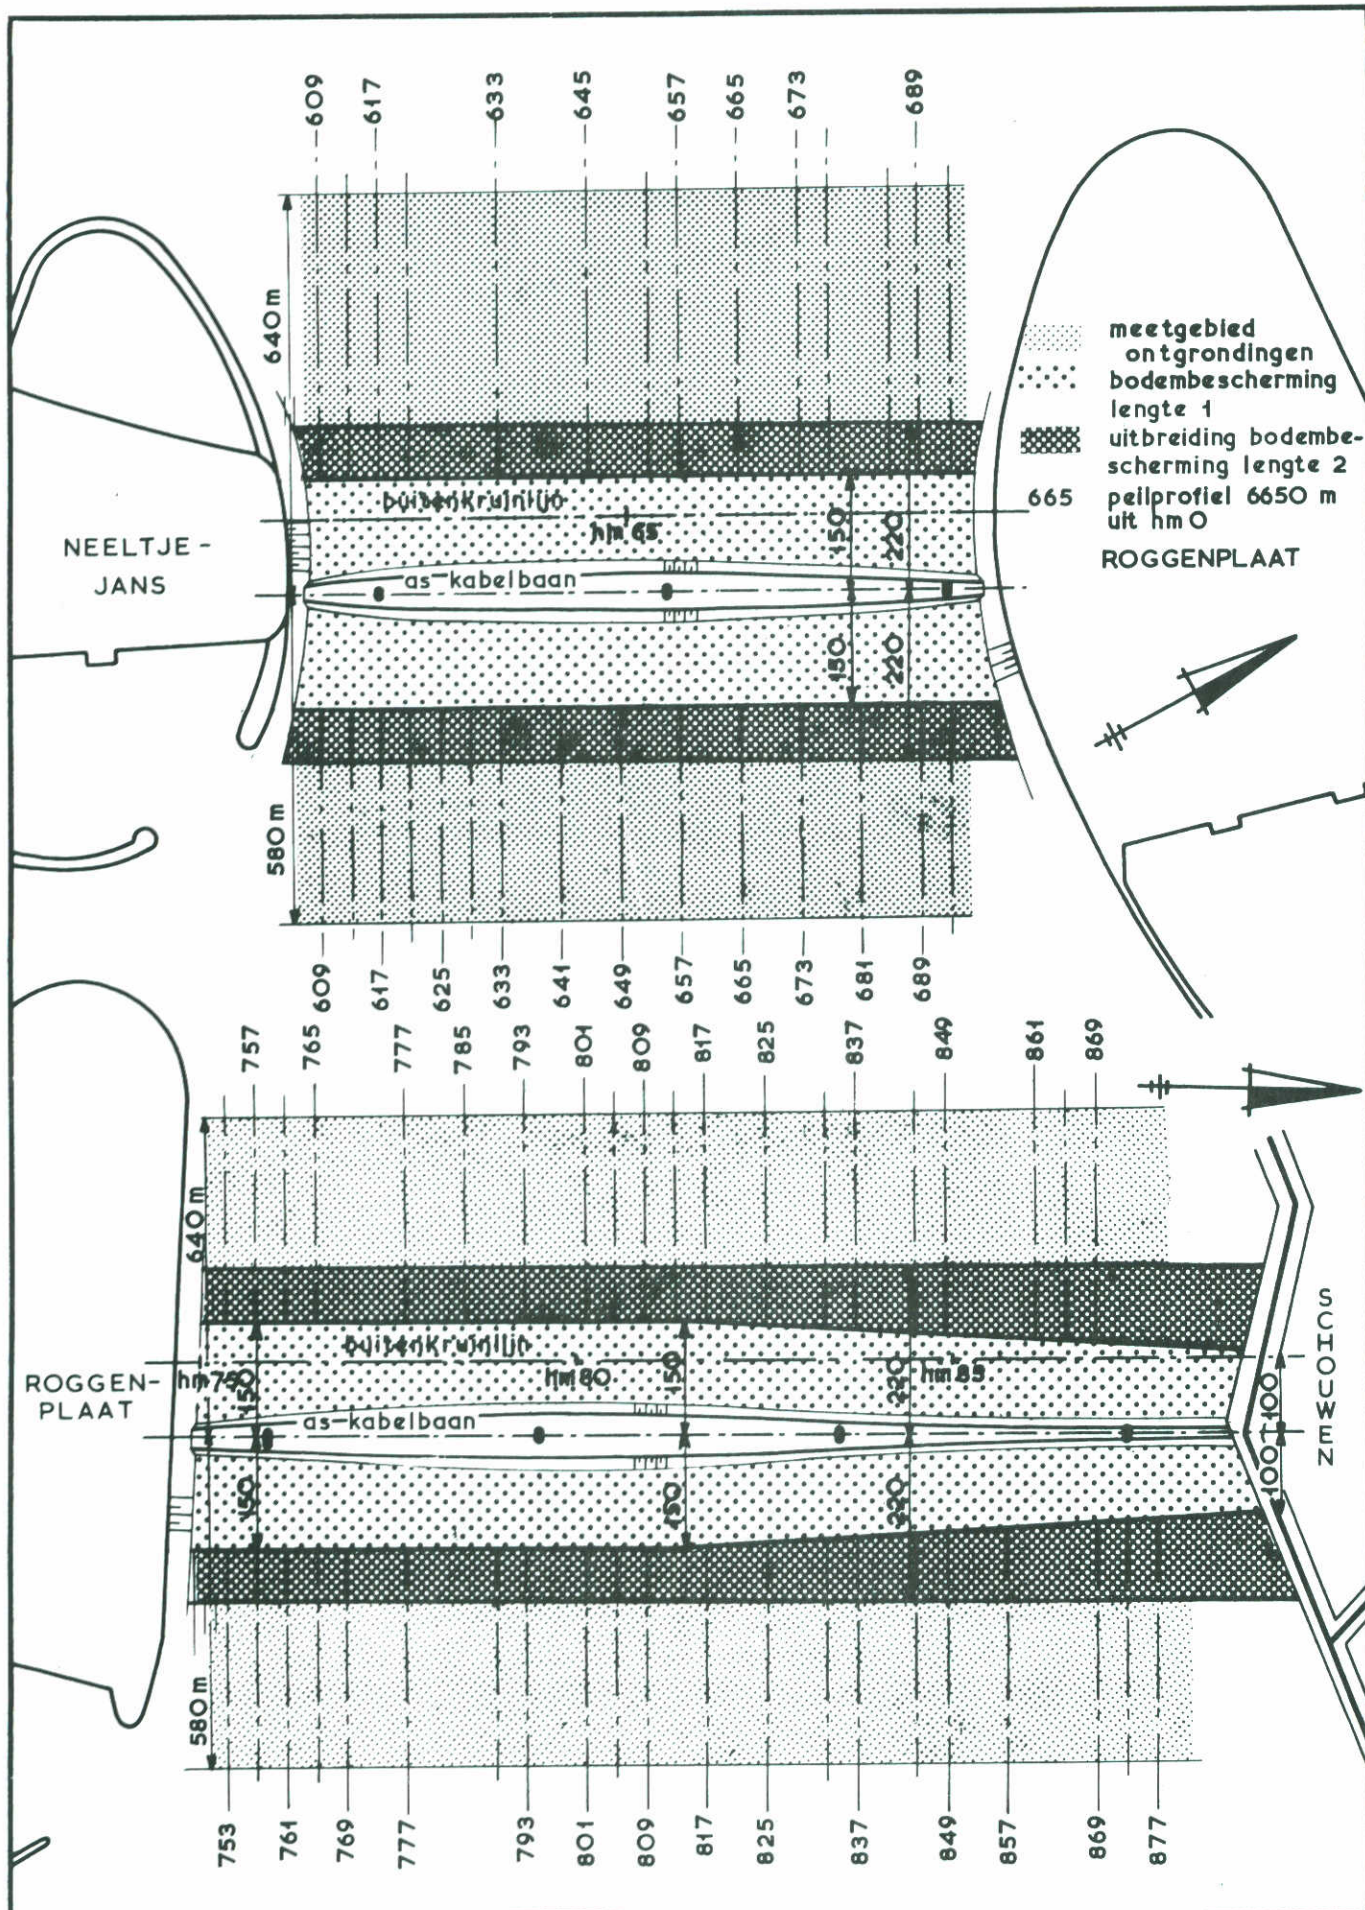 609
617
633
645
657
665
673
689
640 m
meetgebied
ontgrondingen
bodembescherming
lengte 1
uitbreiding bodembe-
scherming lengte 2
665 peilprofiel 6650 m
uit hm 0
ROGGENPLAAT
NEELTJE-
JANS
buitenkruinlijn
hm 65
as-kabelbaan
150
220
150
220
580 m
609
617
625
633
641
649
657
665
673
681
689
757
765
777
785
793
801
809
817
825
837
849
861
869
640 m
ROGGEN-
PLAAT
SCHOUWEN
buitenkruinlijn
hm 75
hm 80
hm 85
as-kabelbaan
150
150
220
100
150
150
220
100
580 m
753
761
769
777
793
801
809
817
825
837
849
857
869
877